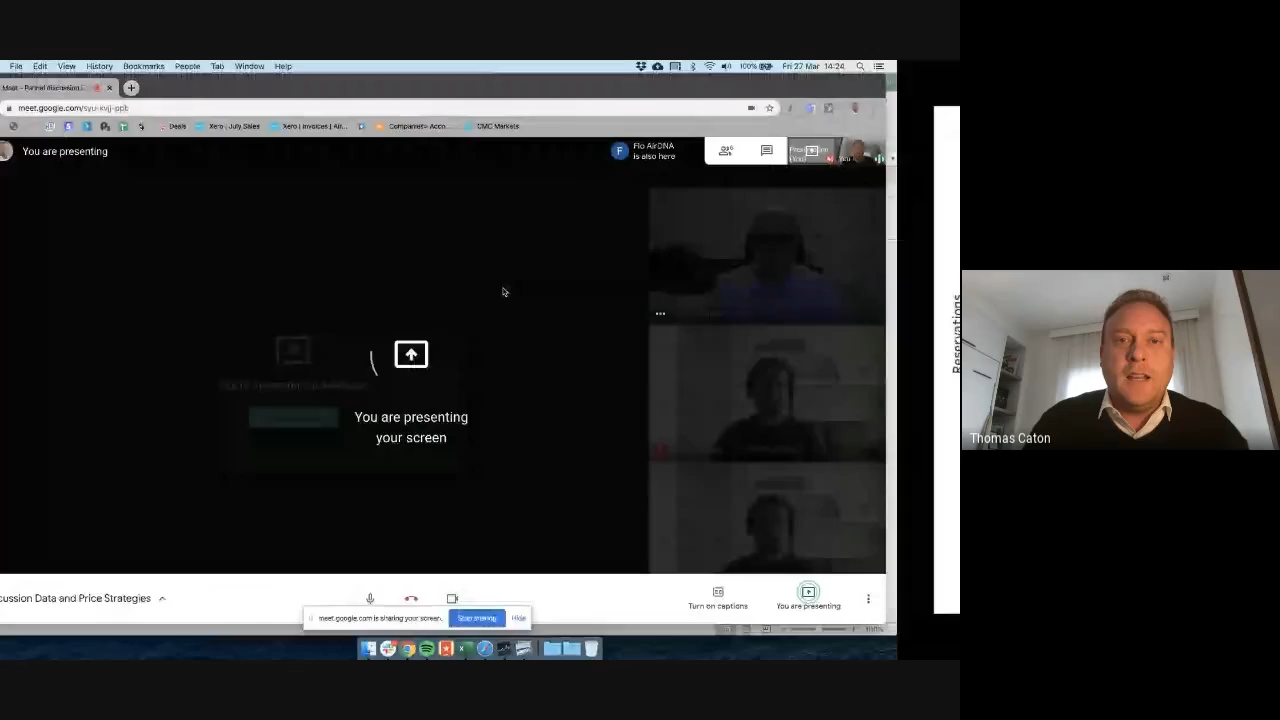 File Edit View History Bookmarks People Tab Window Help
100% Fri 27 Mar 14:24
meet.google.com/syu-kvjj-ppb
Deals Xero | July Sales Xero | Invoices | Air... Companies> Acco... CMC Markets
You are presenting
Flo AirDNA
is also here
F
You are presenting
your screen
Reservations
Thomas Caton
cussion Data and Price Strategies
Turn on captions
You are presenting
meet.google.com is sharing your screen. Stop sharing Hide